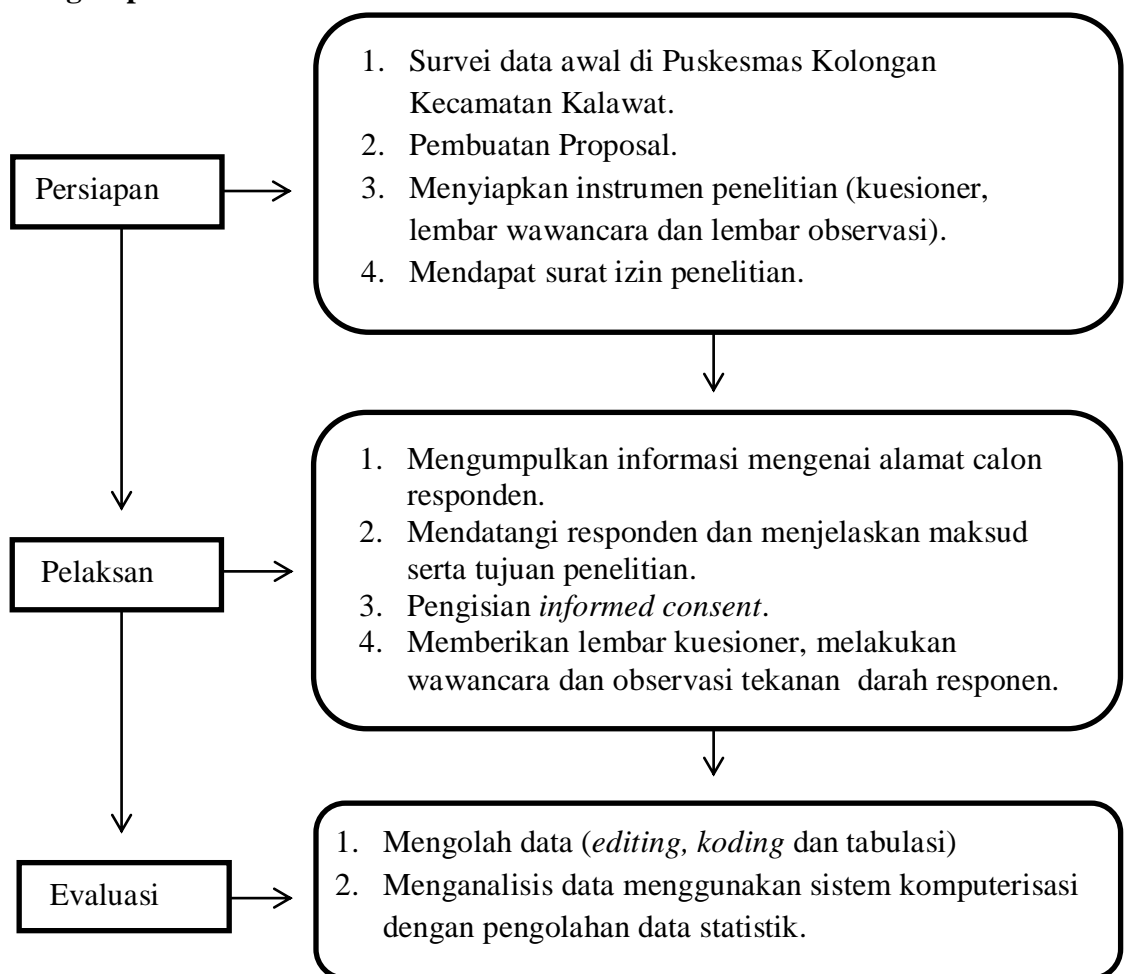 Persiapan
1. Survei data awal di Puskesmas Kolongan
Kecamatan Kalawat.
2. Pembuatan Proposal.
3. Menyiapkan instrumen penelitian (kuesioner,
lembar wawancara dan lembar observasi).
4. Mendapat surat izin penelitian.
Pelaksan
1. Mengumpulkan informasi mengenai alamat calon
responden.
2. Mendatangi responden dan menjelaskan maksud
serta tujuan penelitian.
3. Pengisian informed consent.
4. Memberikan lembar kuesioner, melakukan
wawancara dan observasi tekanan darah responen.
Evaluasi
1. Mengolah data (editing, koding dan tabulasi)
2. Menganalisis data menggunakan sistem komputerisasi
dengan pengolahan data statistik.